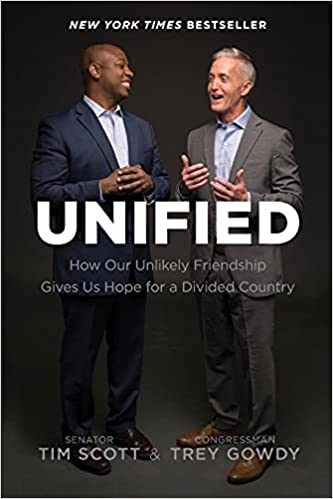 NEW YORK TIMES BESTSELLER
UNIFIED
How Our Unlikely Friendship
Gives Us Hope for a Divided Country
SENATOR CONGRESSMAN
TIM SCOTT & TREY GOWDY